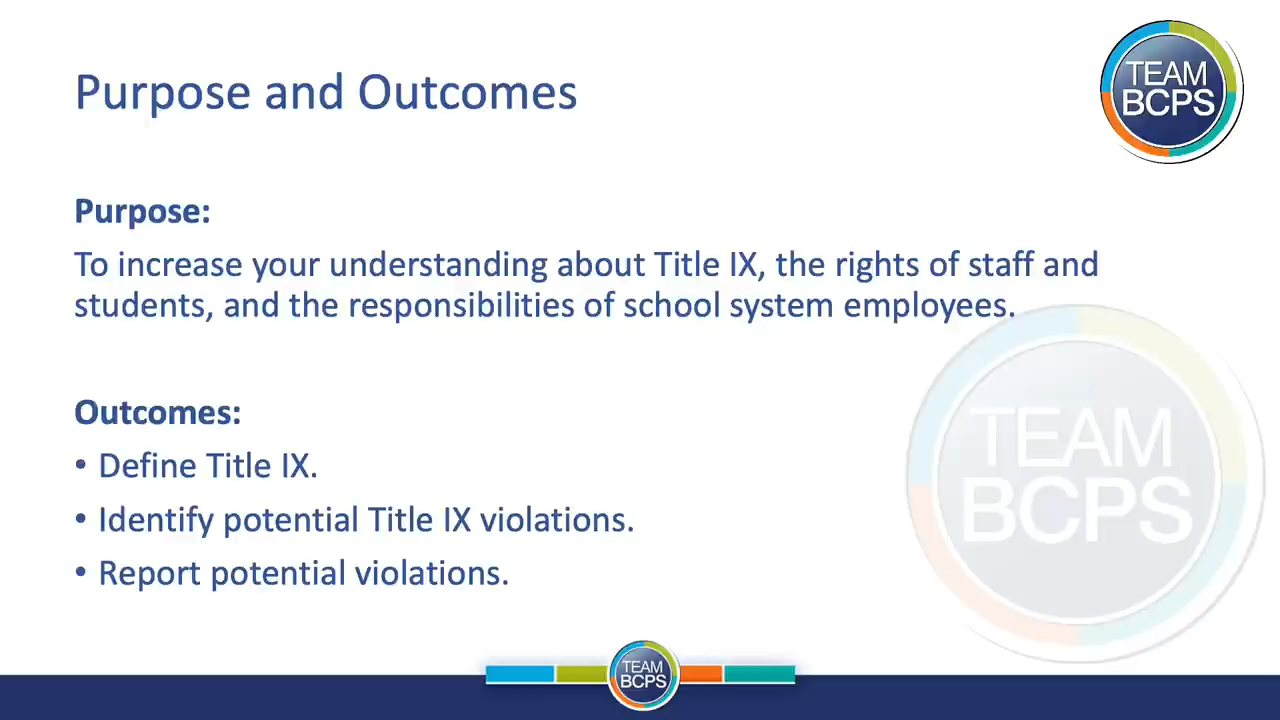 Purpose and Outcomes
TEAM
BCPS
Purpose:
To increase your understanding about Title IX, the rights of staff and
students, and the responsibilities of school system employees.
Outcomes:
• Define Title IX.
• Identify potential Title IX violations.
• Report potential violations.
TEAM
BCPS
TEAM
BCPS